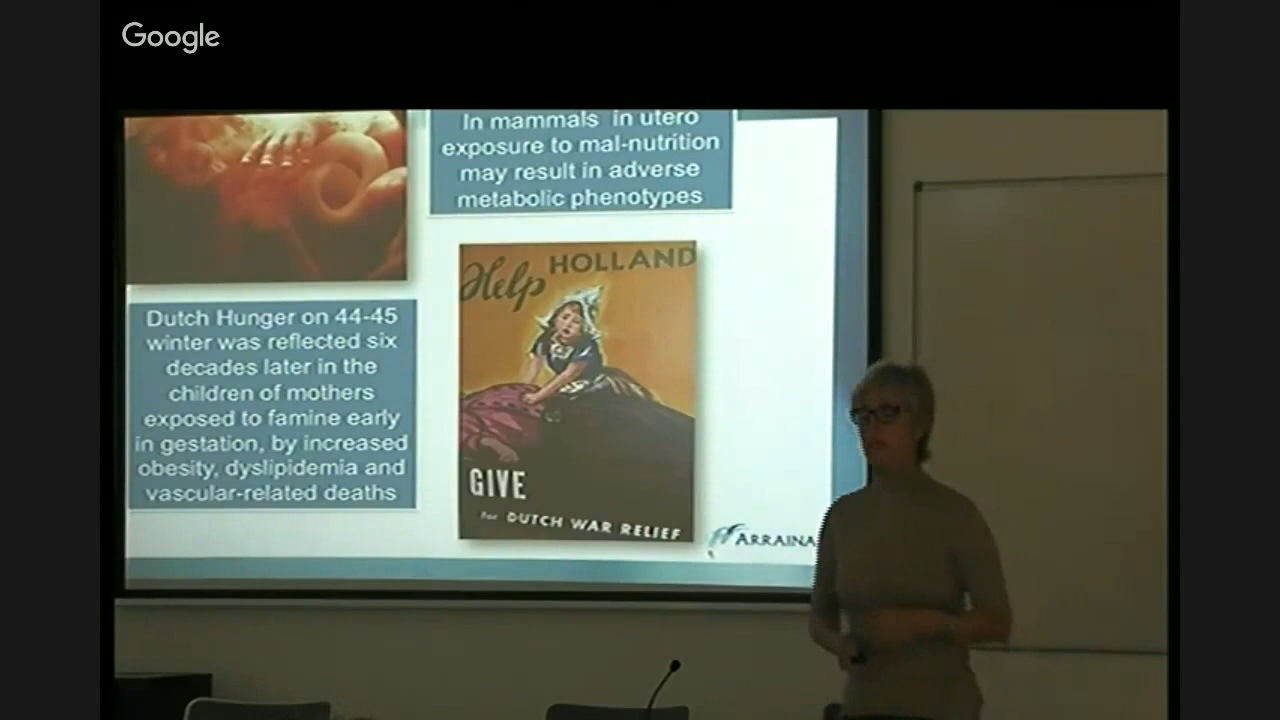 Google
In mammals in utero
exposure to mal-nutrition
may result in adverse
metabolic phenotypes
Help HOLLAND
Dutch Hunger on 44-45
winter was reflected six
decades later in the
children of mothers
exposed to famine early
in gestation, by increased
obesity, dyslipidemia and
vascular-related deaths
GIVE
for DUTCH WAR RELIEF
ARRAINA